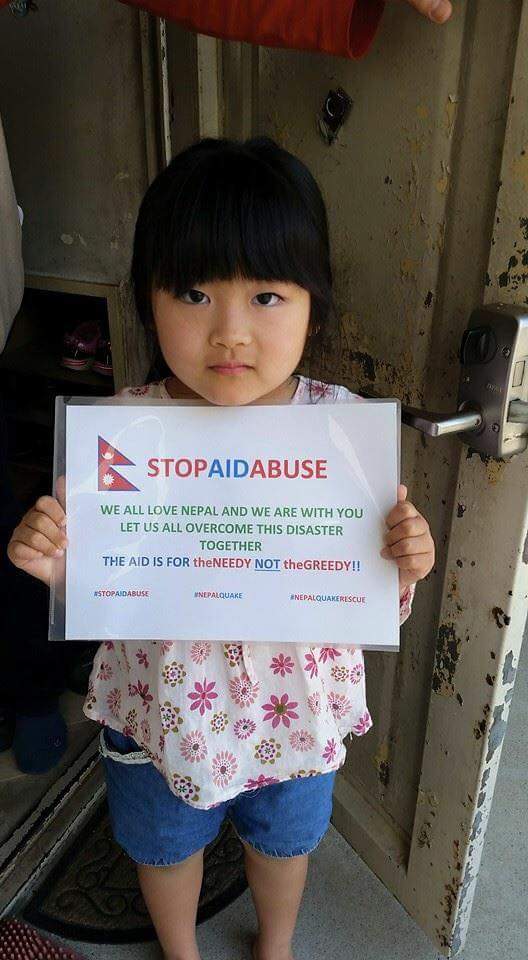 STOPAIDABUSE
WE ALL LOVE NEPAL AND WE ARE WITH YOU
LET US ALL OVERCOME THIS DISASTER
TOGETHER
THE AID IS FOR theNEEDY NOT theGREEDY!!
#STOPAIDABUSE #NEPALQUAKE #NEPALQUAKERESCUE